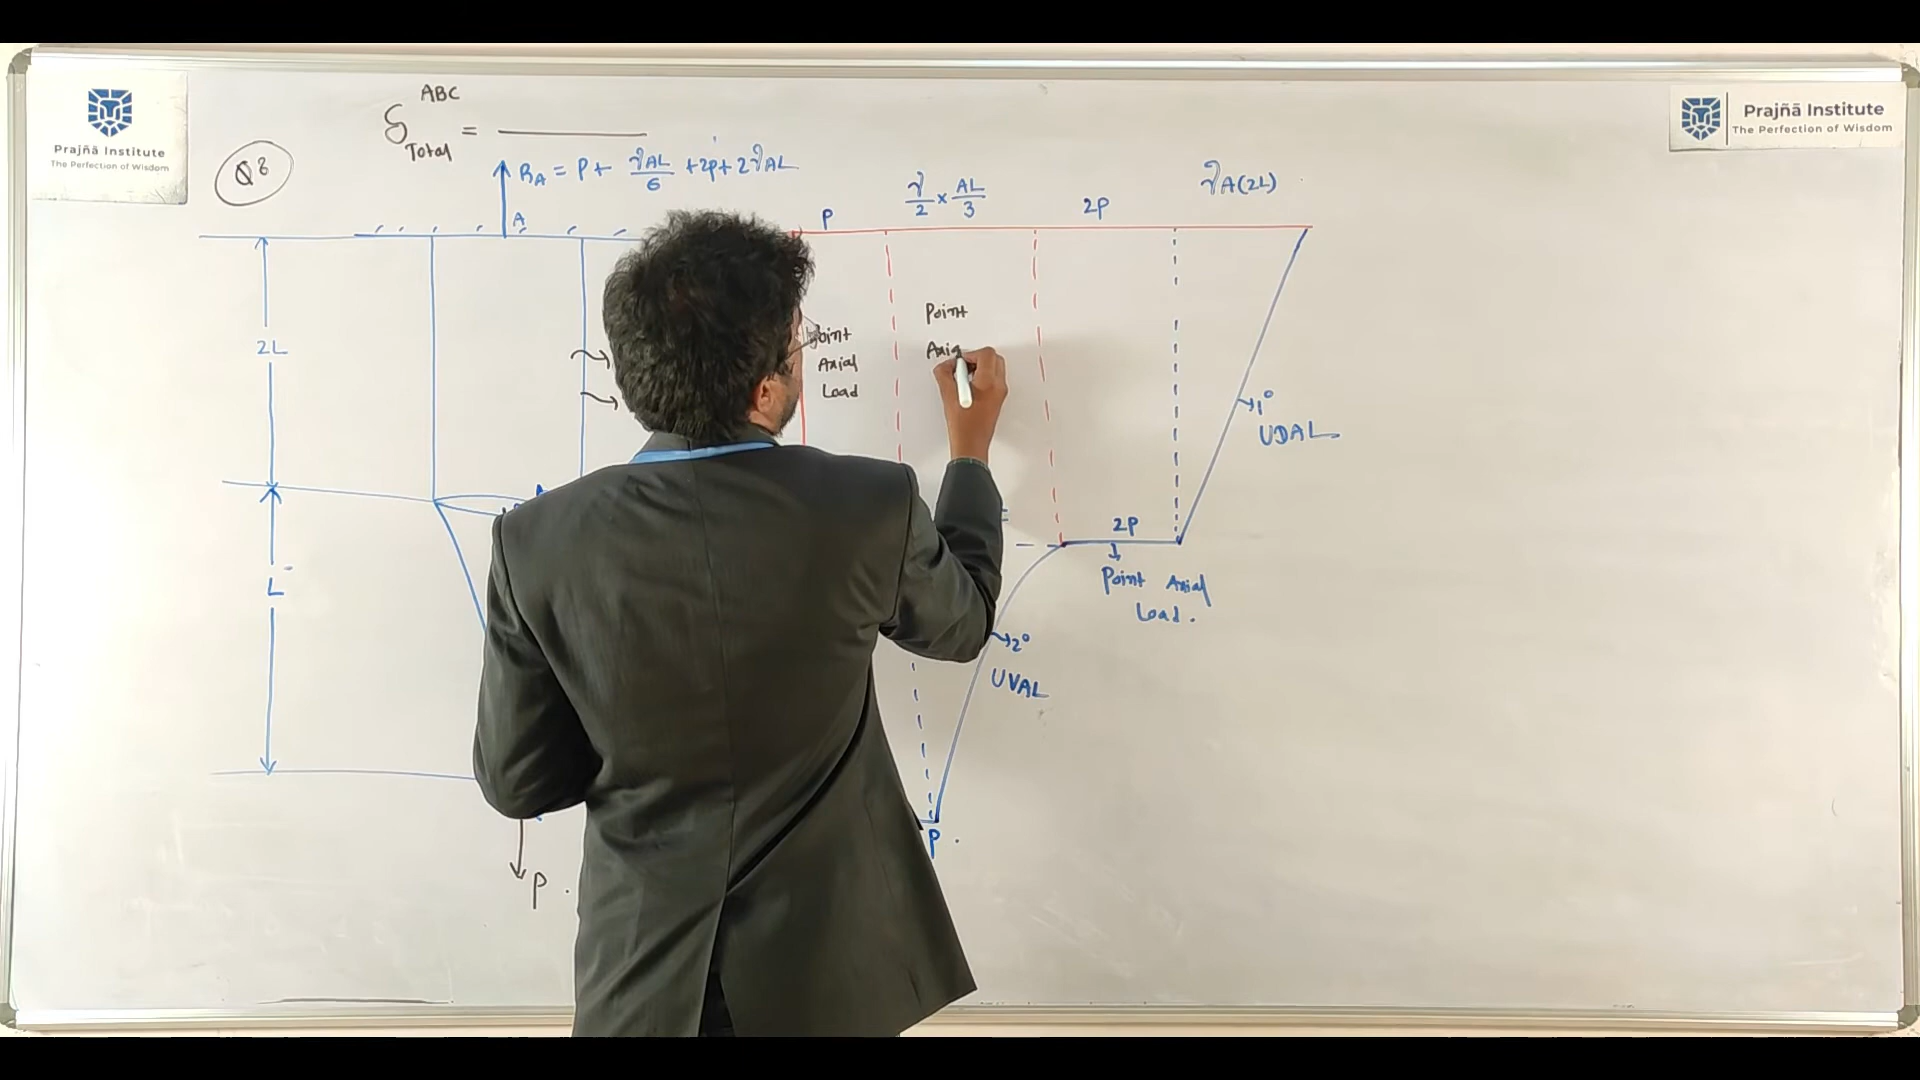 Prajñā Institute
The Perfection of Wisdom
Prajñā Institute
The Perfection of Wisdom
Q8
δ ABC Total =
RA = P + γAL/6 + 2P + 2γAL
A
P
γ/2 × AL/3
2P
γA(2L)
2L
Point
Axial
Load
Point
Axia
1°
UDAL
2P
Point Axial
Load.
L
2°
UVAL
P.
P.